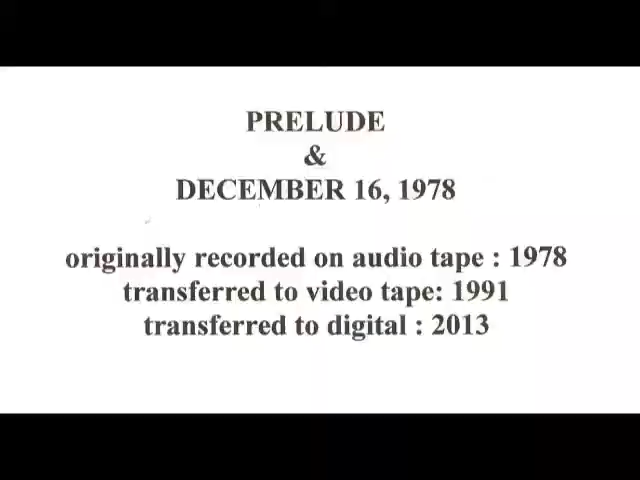 PRELUDE
&
DECEMBER 16, 1978
originally recorded on audio tape : 1978
transferred to video tape: 1991
transferred to digital : 2013